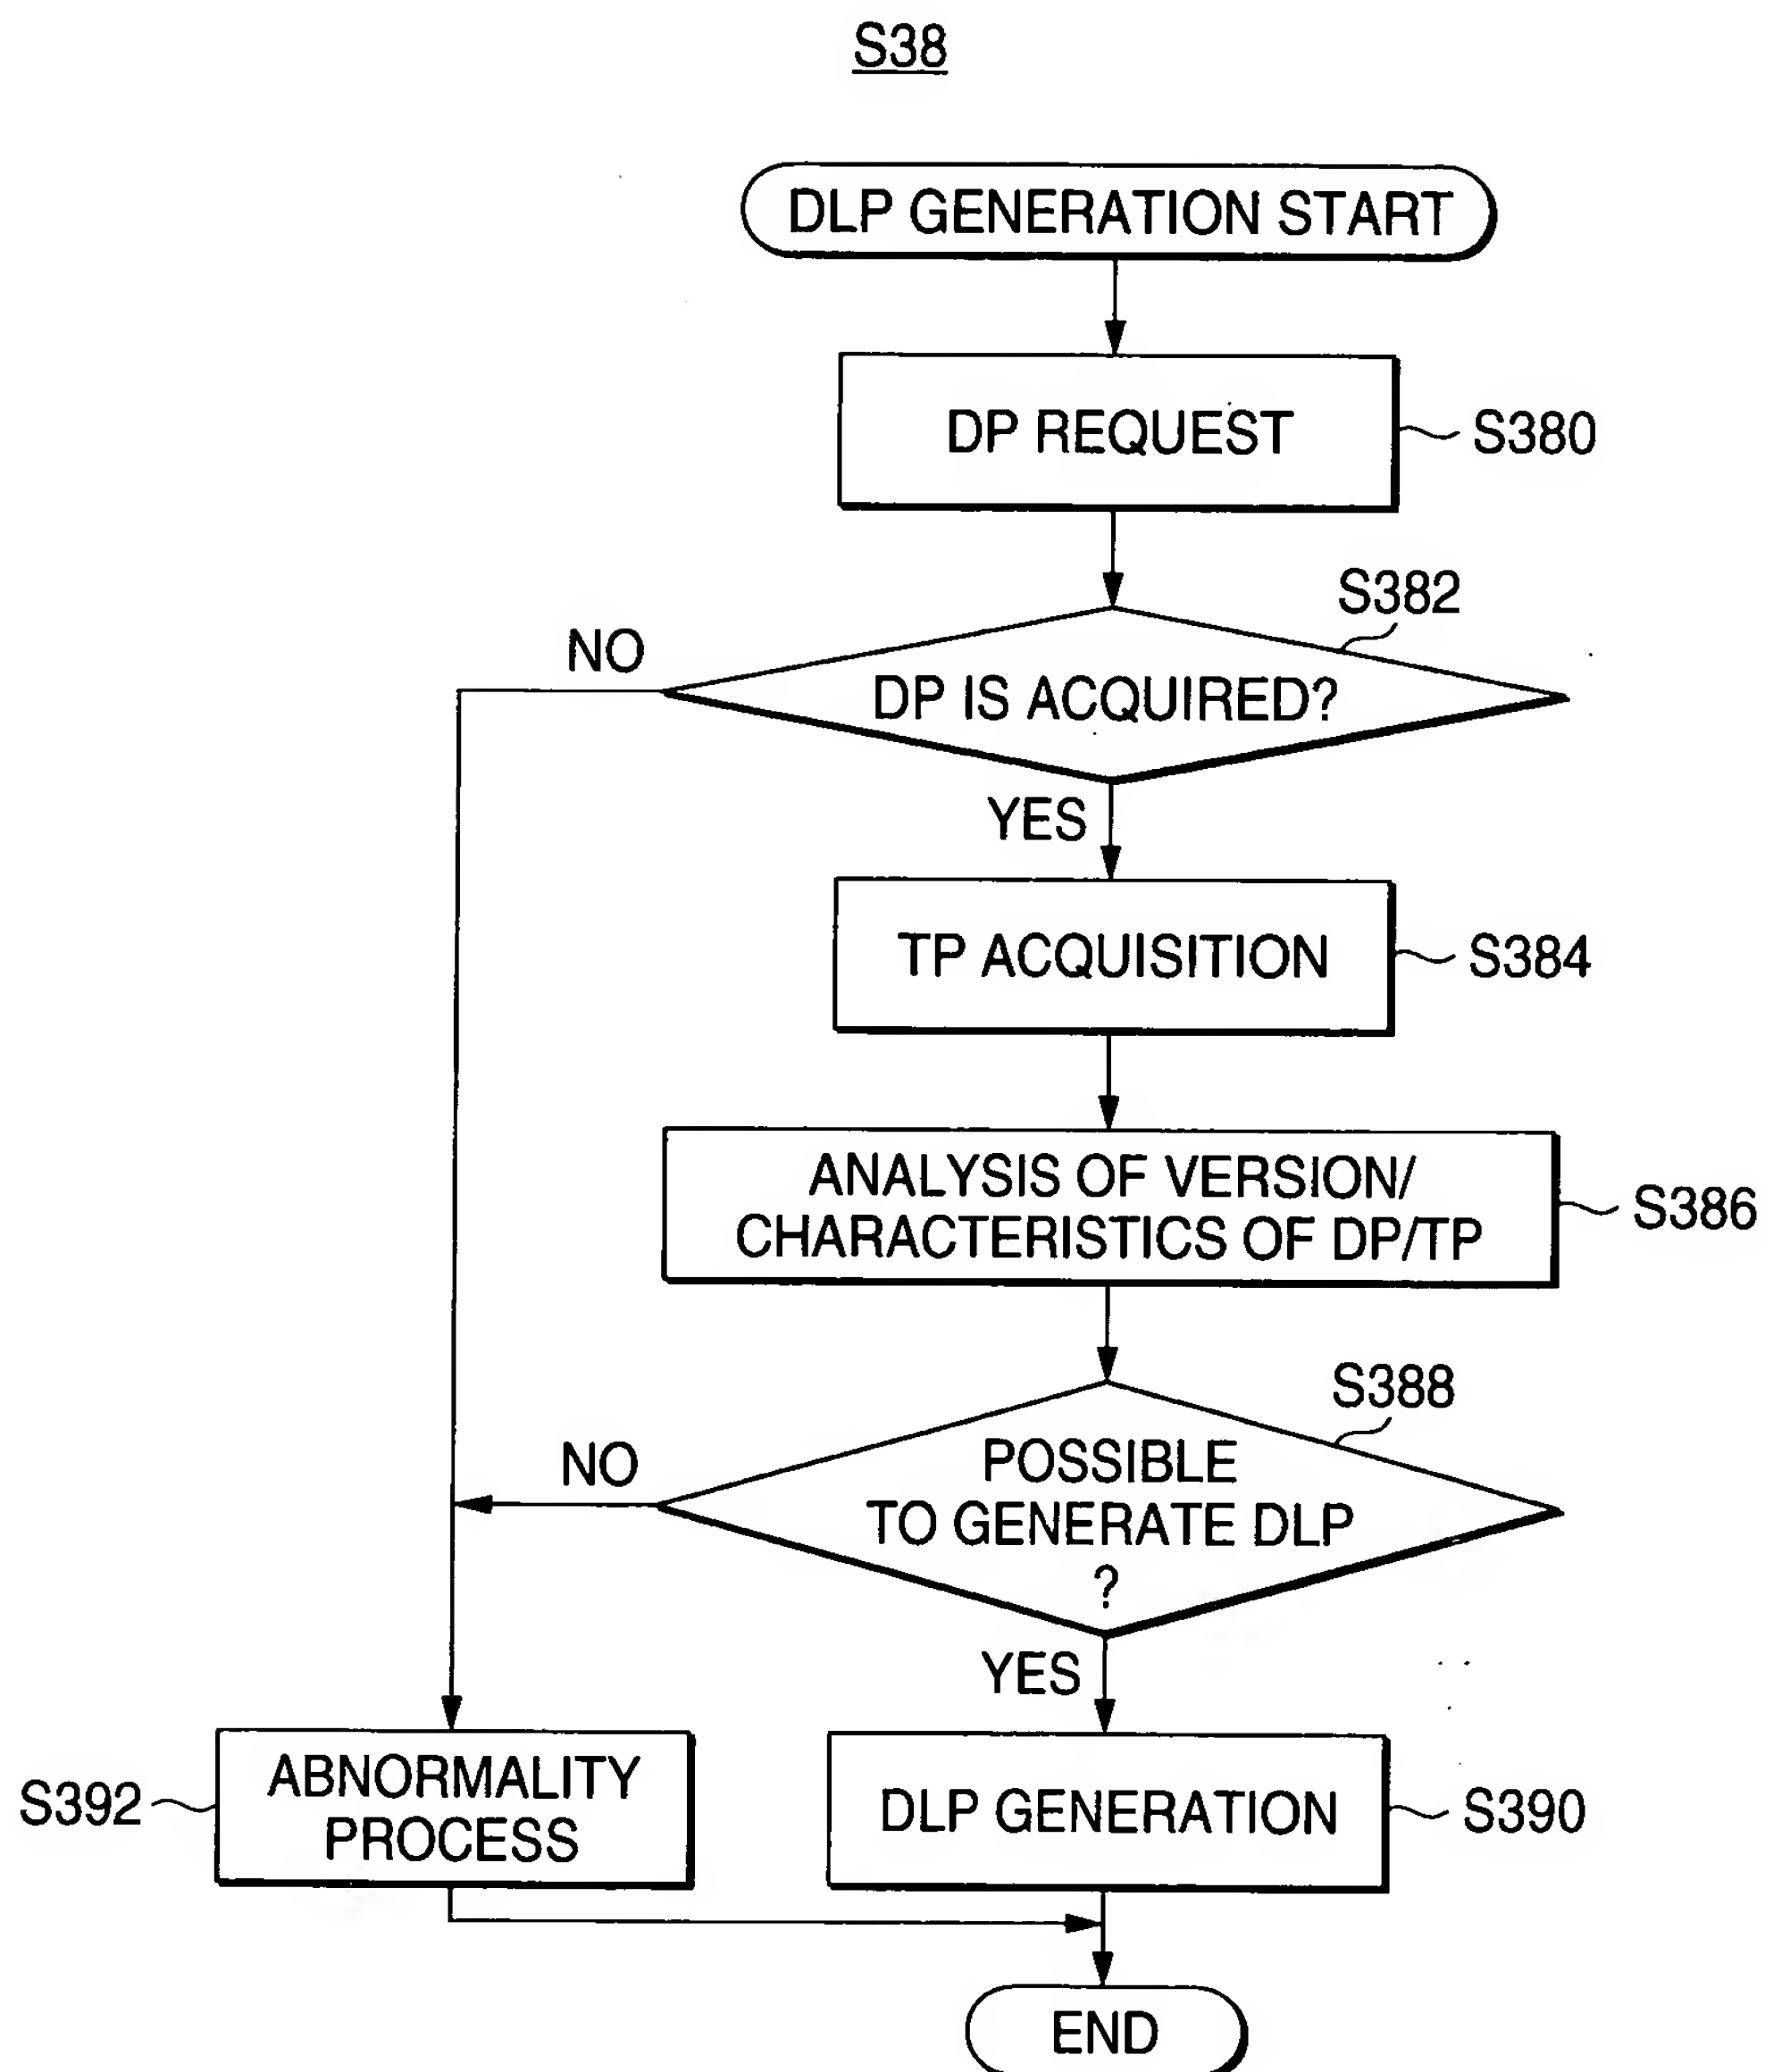 S38
DLP GENERATION START
DP REQUEST
S380
S382
NO
DP IS ACQUIRED?
YES
TP ACQUISITION
S384
ANALYSIS OF VERSION/
CHARACTERISTICS OF DP/TP
S386
S388
NO
POSSIBLE
TO GENERATE DLP
?
YES
S392
ABNORMALITY
PROCESS
DLP GENERATION
S390
END